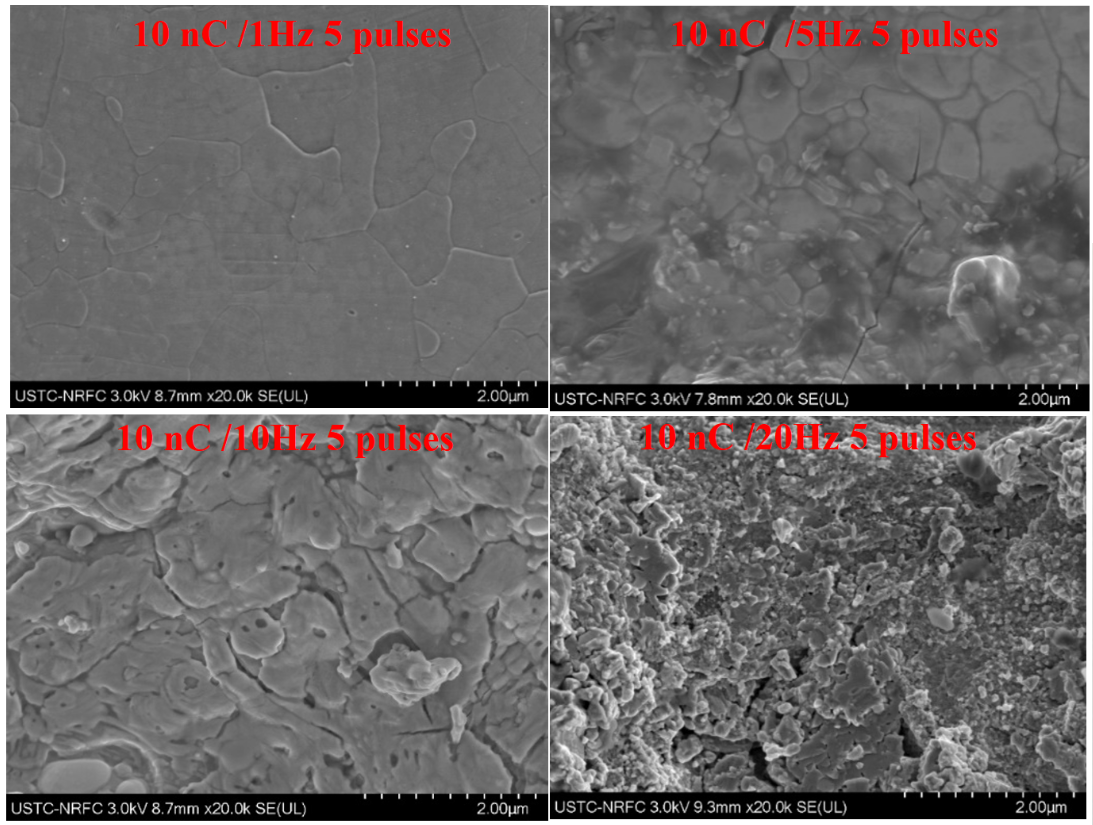 10 nC /1Hz 5 pulses
10 nC /5Hz 5 pulses
USTC-NRFC 3.0kV 8.7mm x20.0k SE(UL) 2.00μm
USTC-NRFC 3.0kV 7.8mm x20.0k SE(UL) 2.00μm
10 nC /10Hz 5 pulses
10 nC /20Hz 5 pulses
USTC-NRFC 3.0kV 8.7mm x20.0k SE(UL) 2.00μm
USTC-NRFC 3.0kV 9.3mm x20.0k SE(UL) 2.00μm